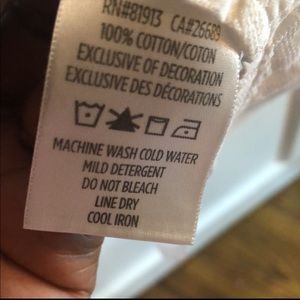 RN#81913 CA#26689
100% COTTON/COTON
EXCLUSIVE OF DECORATION
EXCLUSIVE DES DÉCORATIONS
MACHINE WASH COLD WATER
MILD DETERGENT
DO NOT BLEACH
LINE DRY
COOL IRON